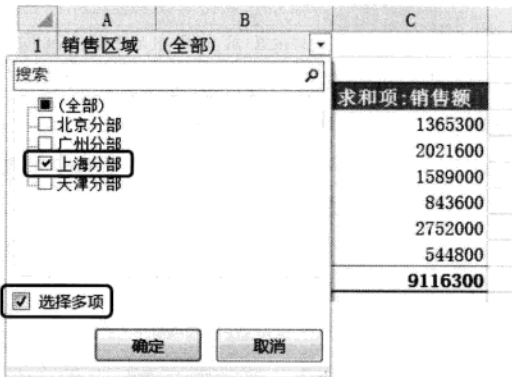 A B C
1 销售区域 (全部)
搜索
(全部)
北京分部
广州分部
上海分部
天津分部
选择多项
确定 取消
求和项:销售额
1365300
2021600
1589000
843600
2752000
544800
9116300